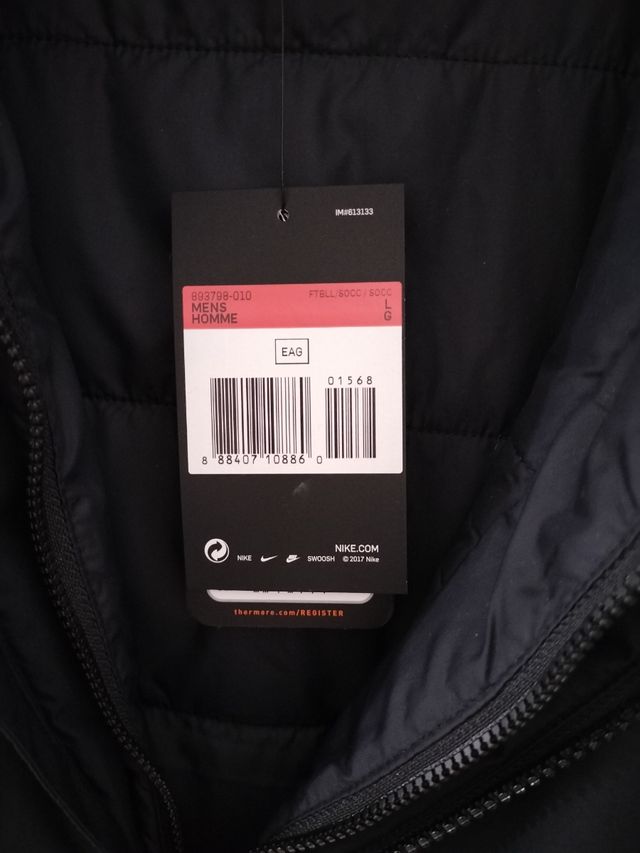 IM#613133
893798-010 FTBLL/SOCC / SOCC
MENS L
HOMME G
EAG
01568
8 88407 10886 0
NIKE.COM
NIKE SWOOSH © 2017 Nike
thermore.com/REGISTER